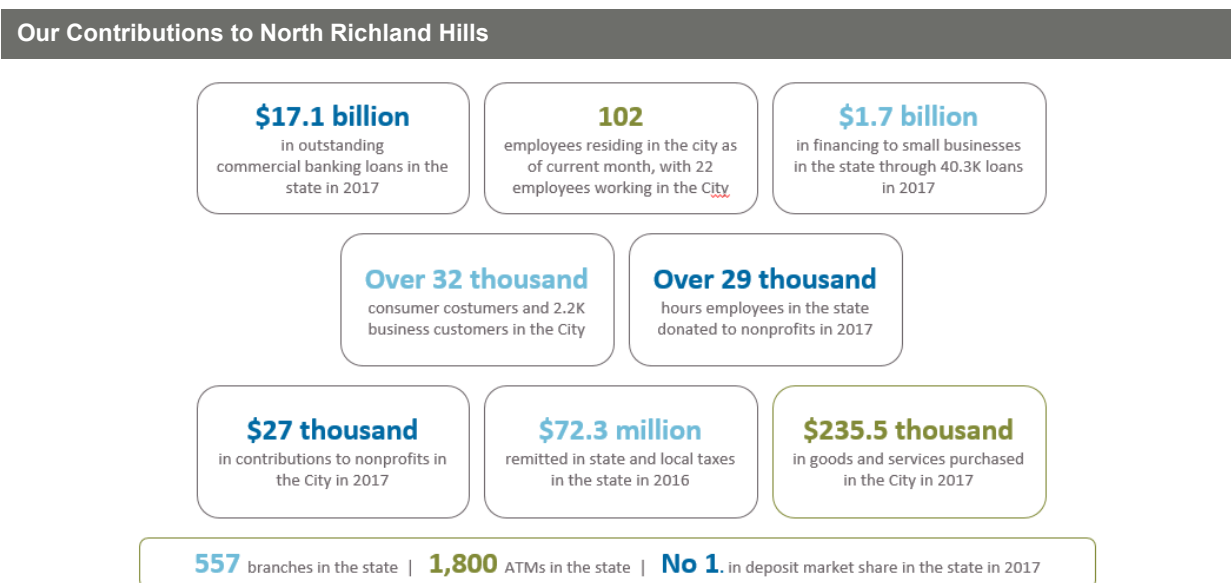 Our Contributions to North Richland Hills
$17.1 billion
in outstanding
commercial banking loans in the
state in 2017
102
employees residing in the city as
of current month, with 22
employees working in the City
$1.7 billion
in financing to small businesses
in the state through 40.3K loans
in 2017
Over 32 thousand
consumer costumers and 2.2K
business customers in the City
Over 29 thousand
hours employees in the state
donated to nonprofits in 2017
$27 thousand
in contributions to nonprofits in
the City in 2017
$72.3 million
remitted in state and local taxes
in the state in 2016
$235.5 thousand
in goods and services purchased
in the City in 2017
557 branches in the state | 1,800 ATMs in the state | No 1. in deposit market share in the state in 2017